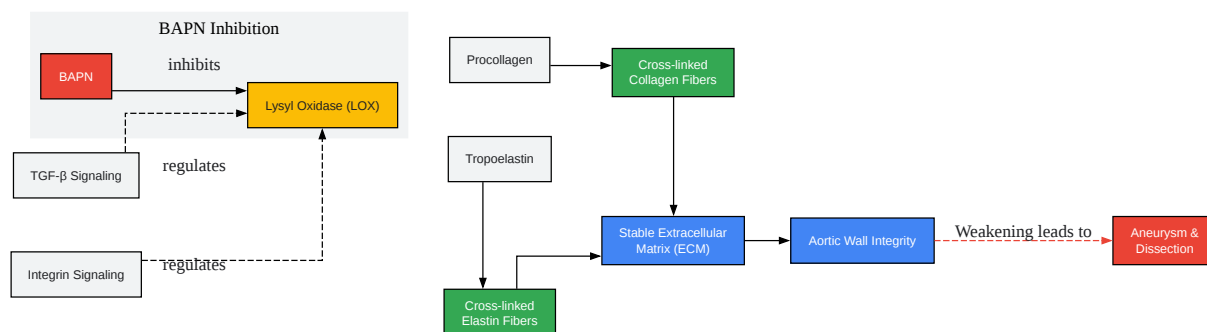 BAPN Inhibition
BAPN
inhibits
Lysyl Oxidase (LOX)
TGF-β Signaling
regulates
Integrin Signaling
regulates
Procollagen
Cross-linked
Collagen Fibers
Tropoelastin
Stable Extracellular
Matrix (ECM)
Aortic Wall Integrity
Weakening leads to
Aneurysm &
Dissection
Cross-linked
Elastin Fibers